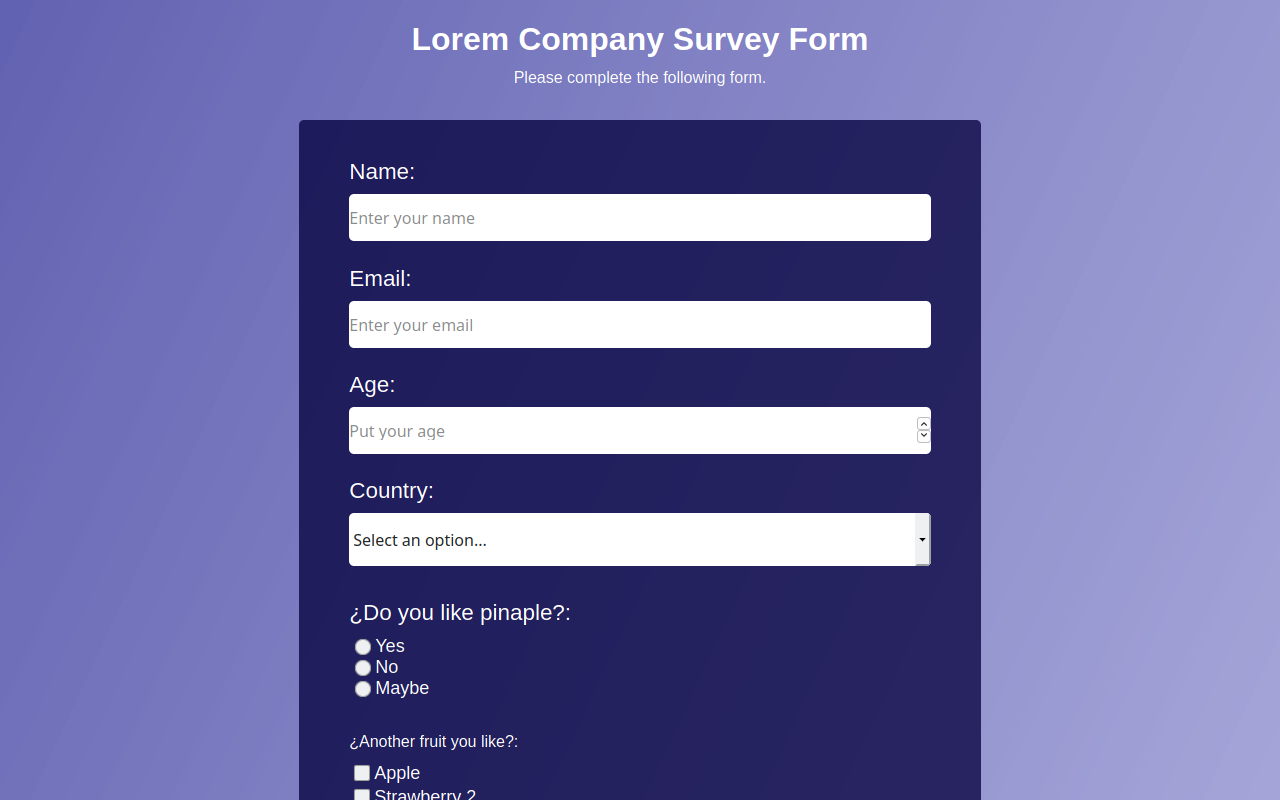 Lorem Company Survey Form
Please complete the following form.
Name:
Enter your name
Email:
Enter your email
Age:
Put your age
Country:
Select an option...
¿Do you like pinaple?:
Yes
No
Maybe
¿Another fruit you like?:
Apple
Strawberry 2